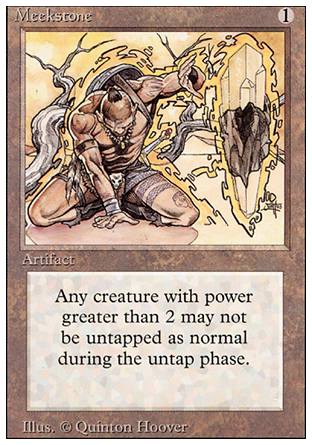 Meekstone 1
Artifact
Any creature with power
greater than 2 may not
be untapped as normal
during the untap phase.
Illus. © Quinton Hoover